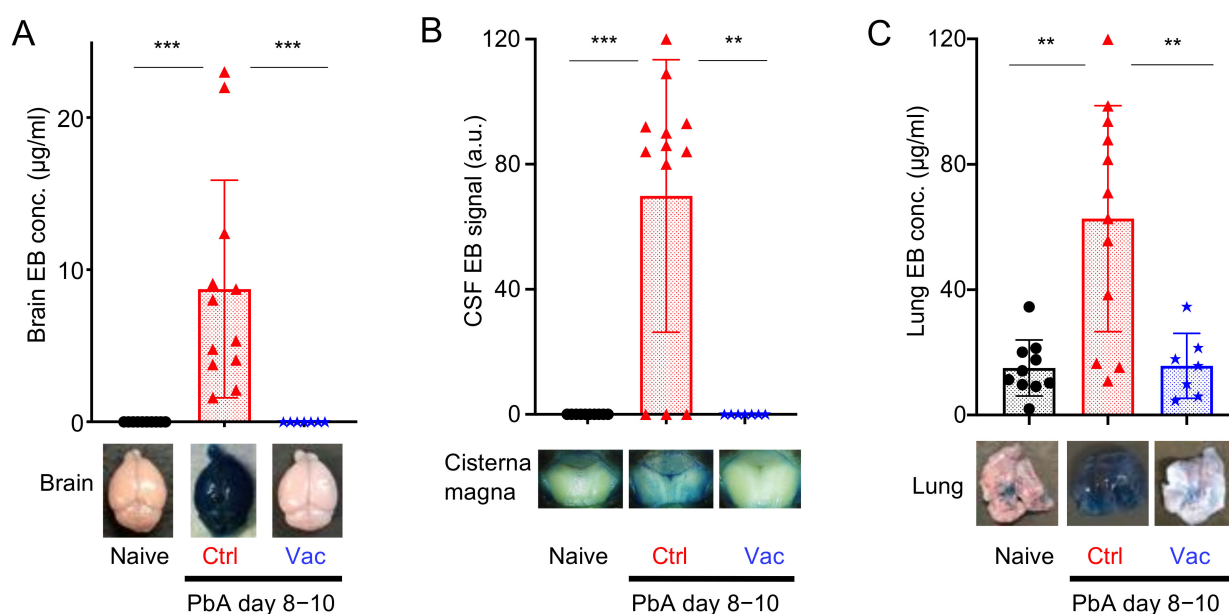 A
Brain EB conc. (µg/ml)
20
10
0
***
***
Brain
Naive
Ctrl
Vac
PbA day 8–10
B
CSF EB signal (a.u.)
120
80
40
0
***
**
Cisterna
magna
Naive
Ctrl
Vac
PbA day 8–10
C
Lung EB conc. (µg/ml)
120
80
40
0
**
**
Lung
Naive
Ctrl
Vac
PbA day 8–10